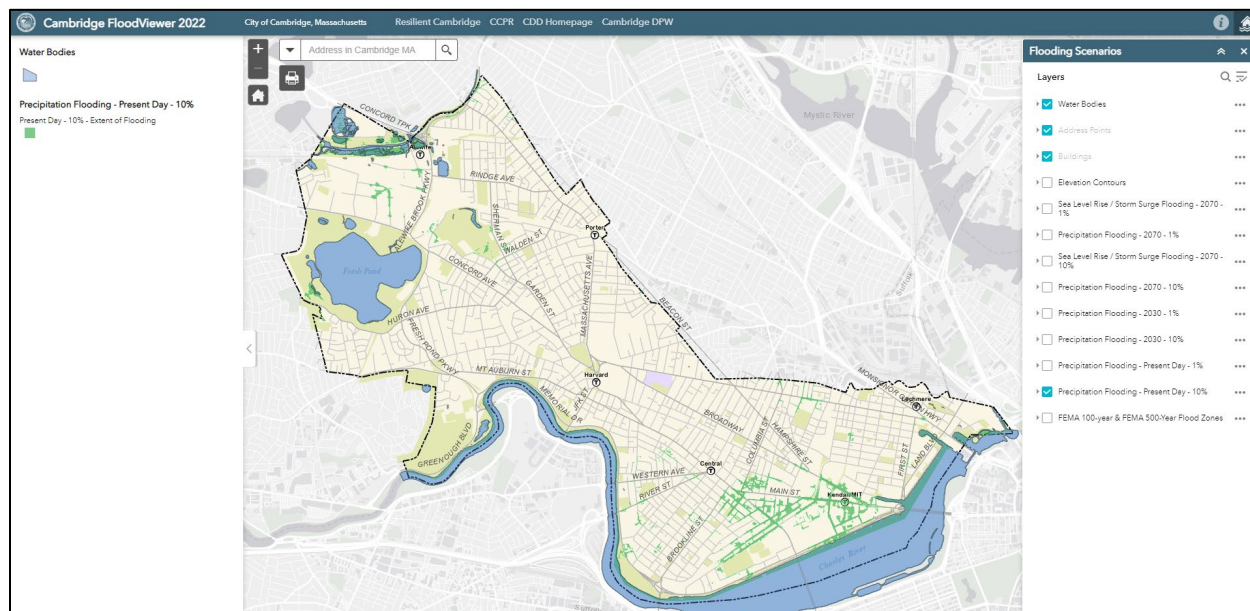 Cambridge FloodViewer 2022
City of Cambridge, Massachusetts
Resilient Cambridge
CCPR
CDD Homepage
Cambridge DPW
Water Bodies
Precipitation Flooding - Present Day - 10%
Present Day - 10% - Extent of Flooding
Address in Cambridge MA
Flooding Scenarios
Layers
Water Bodies
Address Points
Buildings
Elevation Contours
Sea Level Rise / Storm Surge Flooding - 2070 -
1%
Precipitation Flooding - 2070 - 1%
Sea Level Rise / Storm Surge Flooding - 2070 -
10%
Precipitation Flooding - 2070 - 10%
Precipitation Flooding - 2030 - 1%
Precipitation Flooding - 2030 - 10%
Precipitation Flooding - Present Day - 1%
Precipitation Flooding - Present Day - 10%
FEMA 100-year & FEMA 500-Year Flood Zones
Mystic River
CONCORD TPK
Alewife
RINDGE AVE
ALEWIFE BROOK PKWY
SHERMAN S
WALDEN ST
Porter
Fresh Pond
CONCORD AVE
GARDEN ST
MASSACHUSETTS AVE
BEACON ST
Suffolk
HURON AVE
FRESH POND PKWY
MT AUBURN ST
Harvard
MEMORIAL DR
JFK ST
MONSIGNOR
HWY
Lechmere
BROADWAY
COLUMBIA ST
HAMPSHIRE ST
FIRST ST
LAND BLVD
GREENOUGH BLVD
WESTERN AVE
Central
RIVER ST
MAIN ST
Kendall/MIT
BROOKLINE ST
Charles River